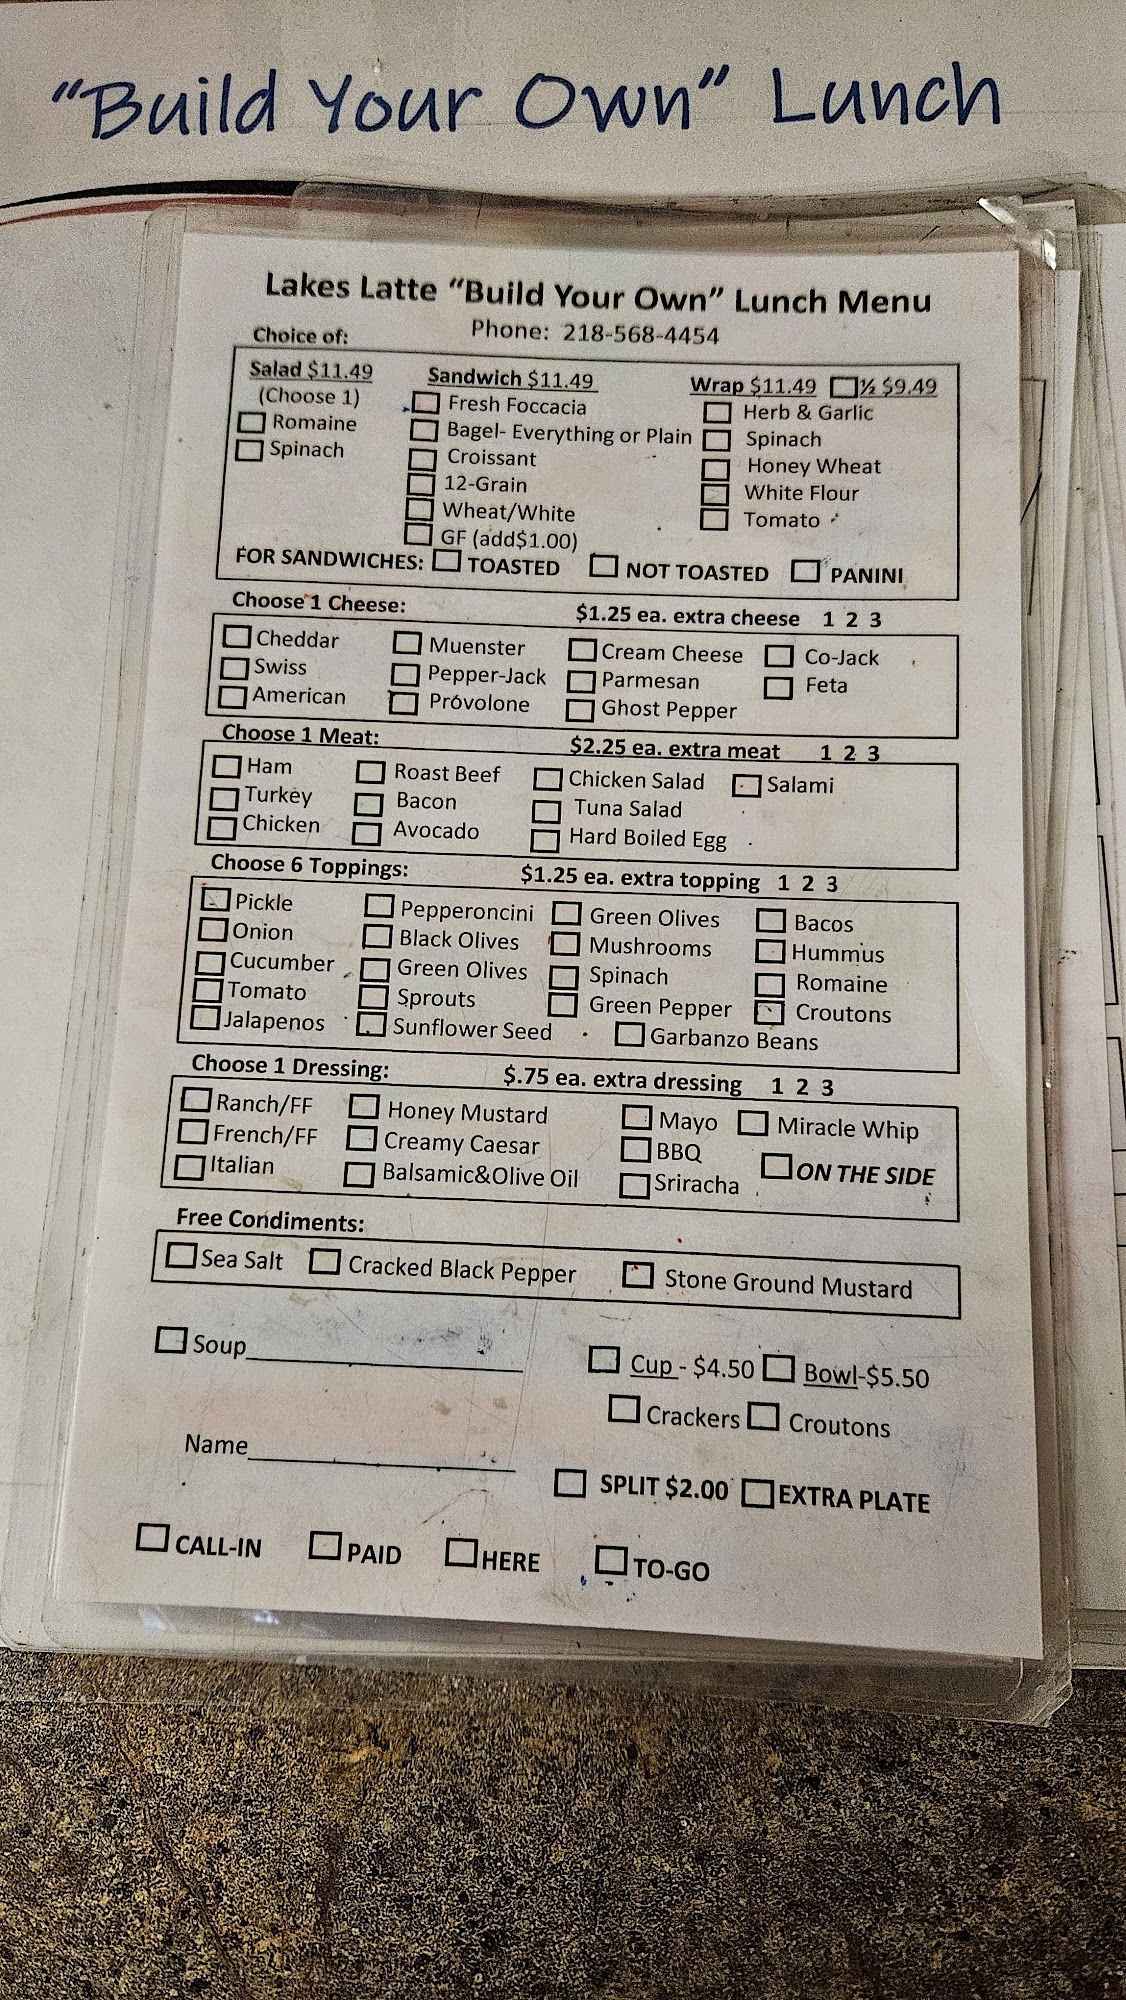 "Build Your Own" Lunch
Lakes Latte "Build Your Own" Lunch Menu
Phone: 218-568-4454
Choice of:
Salad $11.49 Sandwich $11.49 Wrap $11.49 ½ $9.49
(Choose 1) Fresh Foccacia Herb & Garlic
Romaine Bagel- Everything or Plain Spinach
Spinach Croissant Honey Wheat
12-Grain White Flour
Wheat/White Tomato
GF (add$1.00)
FOR SANDWICHES: TOASTED NOT TOASTED PANINI
Choose 1 Cheese: $1.25 ea. extra cheese 1 2 3
Cheddar Muenster Cream Cheese Co-Jack
Swiss Pepper-Jack Parmesan Feta
American Provolone Ghost Pepper
Choose 1 Meat: $2.25 ea. extra meat 1 2 3
Ham Roast Beef Chicken Salad Salami
Turkey Bacon Tuna Salad
Chicken Avocado Hard Boiled Egg
Choose 6 Toppings: $1.25 ea. extra topping 1 2 3
Pickle Pepperoncini Green Olives Bacos
Onion Black Olives Mushrooms Hummus
Cucumber Green Olives Spinach Romaine
Tomato Sprouts Green Pepper Croutons
Jalapenos Sunflower Seed Garbanzo Beans
Choose 1 Dressing: $.75 ea. extra dressing 1 2 3
Ranch/FF Honey Mustard Mayo Miracle Whip
French/FF Creamy Caesar BBQ ON THE SIDE
Italian Balsamic&Olive Oil Sriracha
Free Condiments:
Sea Salt Cracked Black Pepper Stone Ground Mustard
Soup Cup - $4.50 Bowl-$5.50
Crackers Croutons
Name
SPLIT $2.00 EXTRA PLATE
CALL-IN PAID HERE TO-GO